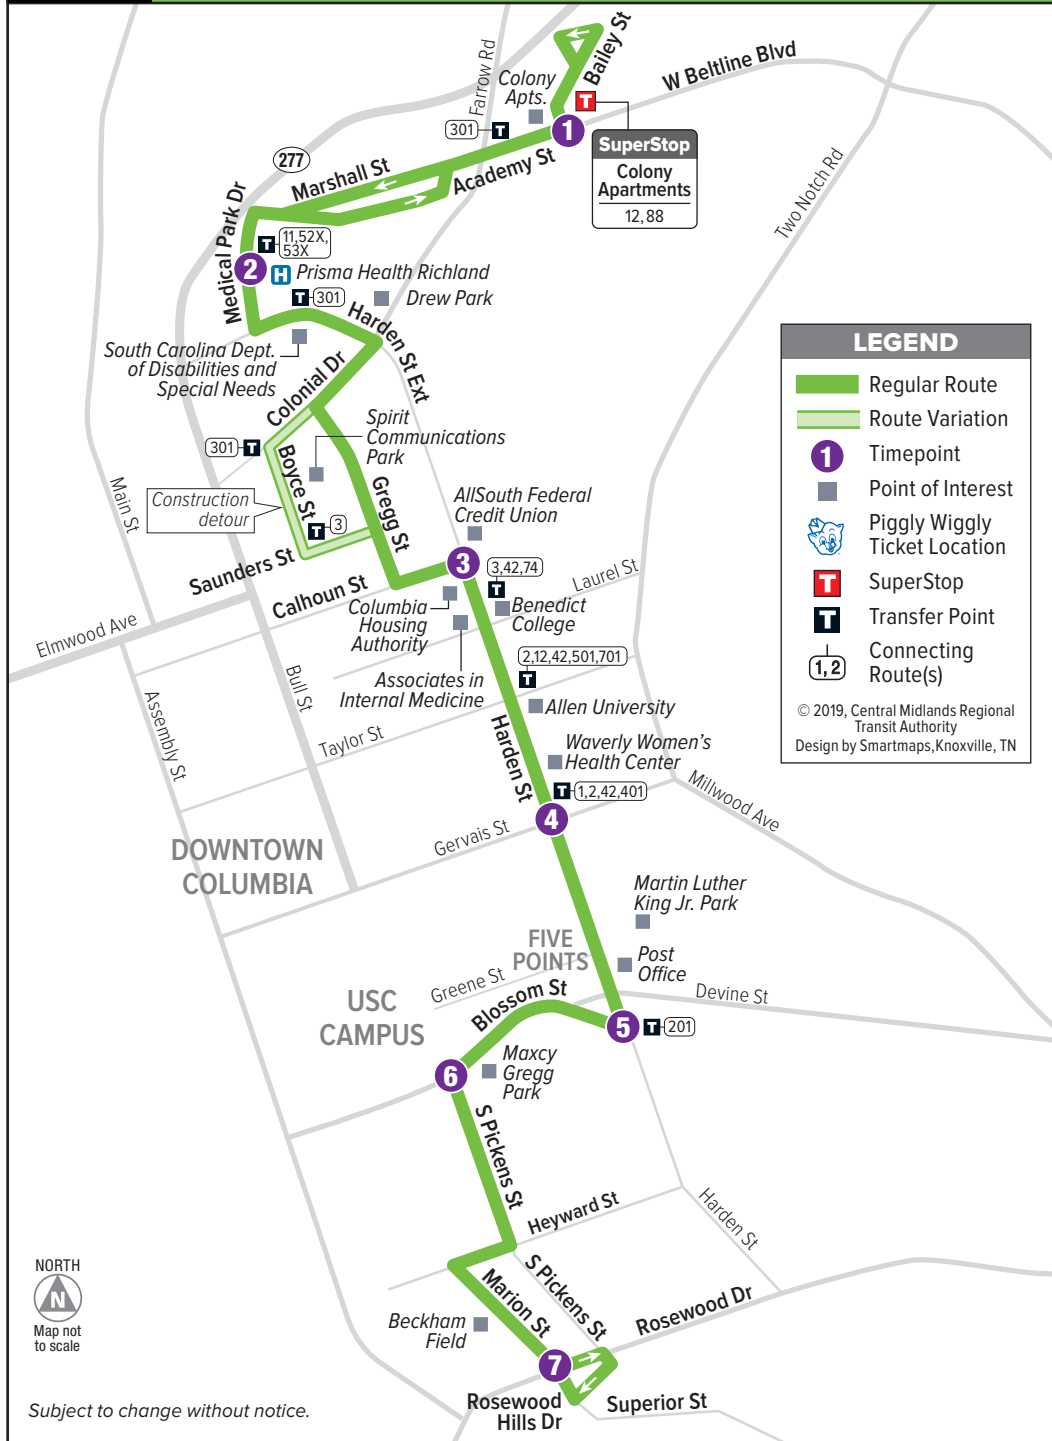 Bailey St
W Beltline Blvd
Farrow Rd
Colony
Apts.
T
301
T
1
SuperStop
Colony
Apartments
12,88
277
Marshall St
Academy St
Two Notch Rd
Medical Park Dr
T
11,52X,
53X
2
H
Prisma Health Richland
T
301
Drew Park
Harden St Ext
South Carolina Dept.
of Disabilities and
Special Needs
Colonial Dr
Spirit
Communications
Park
301
T
Boyce St
Construction
detour
T
3
Gregg St
Main St
AllSouth Federal
Credit Union
Saunders St
Calhoun St
3
3,42,74
T
Laurel St
Columbia
Housing
Authority
Benedict
College
Elmwood Ave
Associates in
Internal Medicine
2,12,42,501,701
T
Bull St
Assembly St
Taylor St
Allen University
Harden St
Waverly Women's
Health Center
T
1,2,42,401
4
Gervais St
Millwood Ave
DOWNTOWN
COLUMBIA
Martin Luther
King Jr. Park
FIVE
POINTS
Post
Office
Greene St
Blossom St
Devine St
USC
CAMPUS
5
T
201
6
Maxcy
Gregg
Park
S Pickens St
Heyward St
Harden St
S Pickens St
Marion St
Rosewood Dr
Beckham
Field
7
Rosewood
Hills Dr
Superior St
NORTH
N
Map not
to scale
Subject to change without notice.
LEGEND
Regular Route
Route Variation
1
Timepoint
Point of Interest
Piggly Wiggly
Ticket Location
T
SuperStop
T
Transfer Point
1,2
Connecting
Route(s)
© 2019, Central Midlands Regional
Transit Authority
Design by Smartmaps,Knoxville, TN